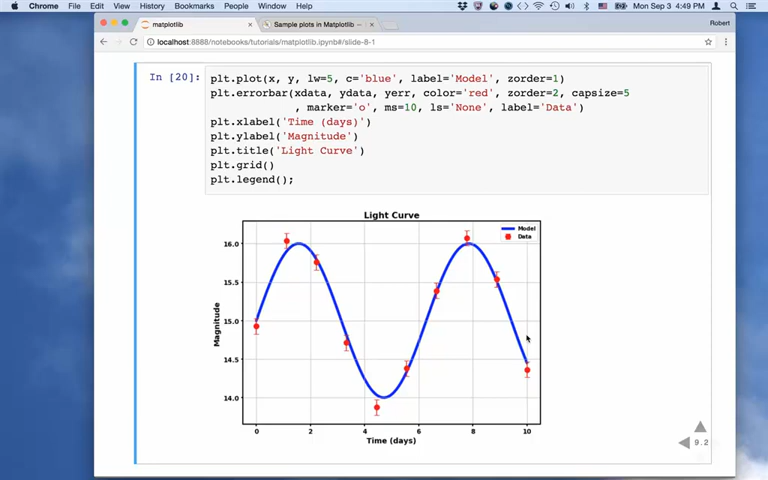 Chrome File Edit View History Bookmarks People Window Help Mon Sep 3 4:49 PM
matplotlib Sample plots in Matplotlib — Robert
localhost:8888/notebooks/tutorials/matplotlib.ipynb#/slide-8-1
In [20]: plt.plot(x, y, lw=5, c='blue', label='Model', zorder=1)
plt.errorbar(xdata, ydata, yerr, color='red', zorder=2, capsize=5
, marker='o', ms=10, ls='None', label='Data')
plt.xlabel('Time (days)')
plt.ylabel('Magnitude')
plt.title('Light Curve')
plt.grid()
plt.legend();
Light Curve
Model
Data
16.0
15.5
15.0
14.5
14.0
Magnitude
0 2 4 6 8 10
Time (days)
9.2